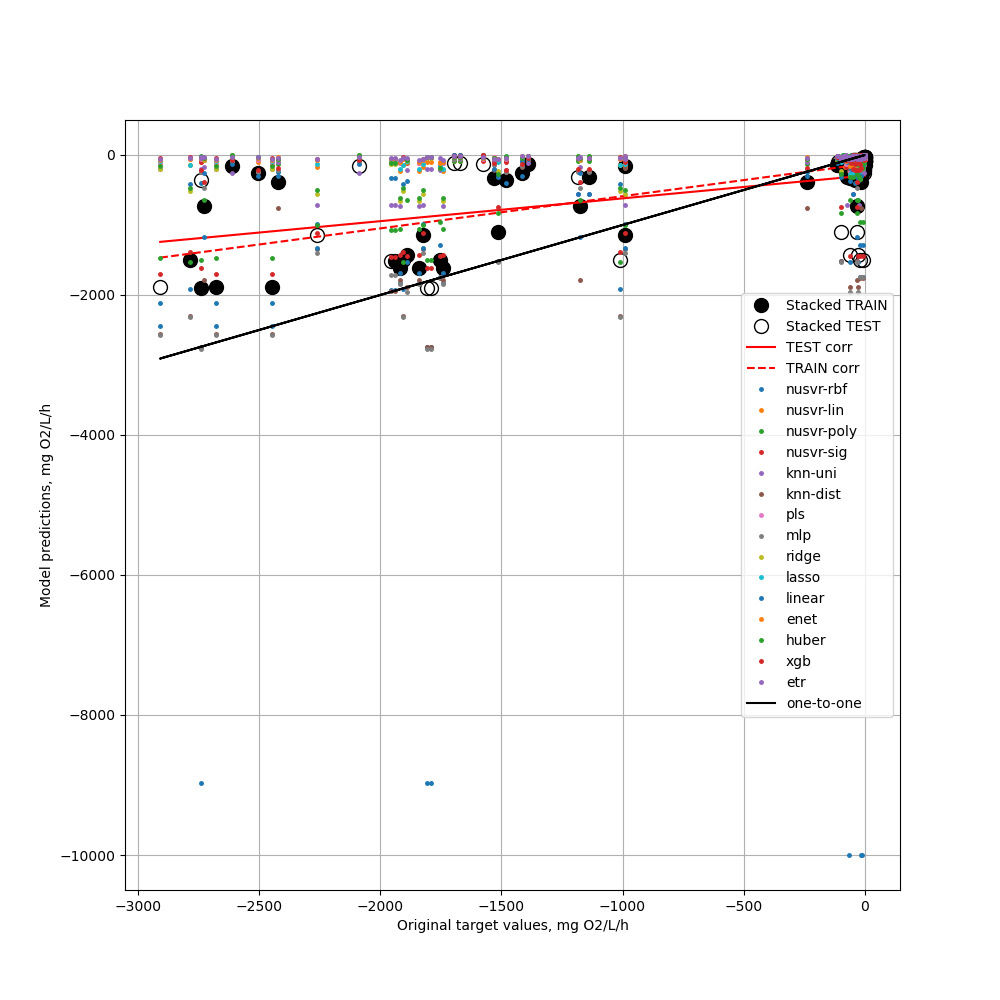 0
−2000
−4000
−6000
−8000
−10000
Model predictions, mg O2/L/h
Stacked TRAIN
Stacked TEST
TEST corr
TRAIN corr
nusvr-rbf
nusvr-lin
nusvr-poly
nusvr-sig
knn-uni
knn-dist
pls
mlp
ridge
lasso
linear
enet
huber
xgb
etr
one-to-one
−3000 −2500 −2000 −1500 −1000 −500 0
Original target values, mg O2/L/h